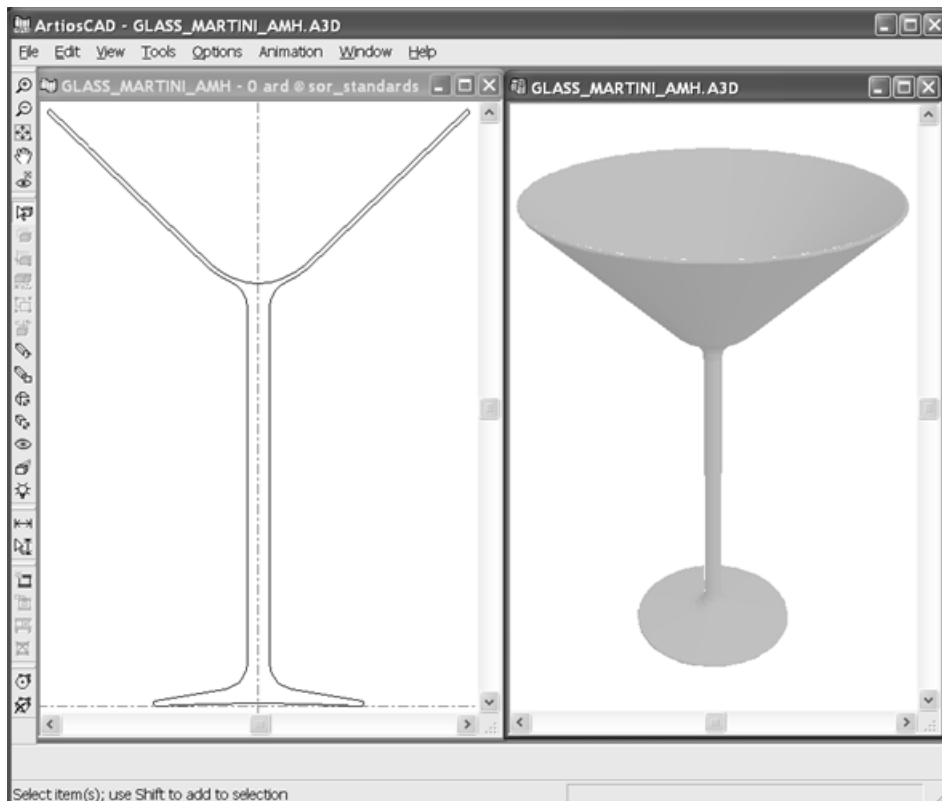 ArtiosCAD - GLASS_MARTINI_AMH.A3D
File Edit View Tools Options Animation Window Help
GLASS_MARTINI_AMH - 0 ard @ sor_standards
GLASS_MARTINI_AMH.A3D
Select item(s); use Shift to add to selection